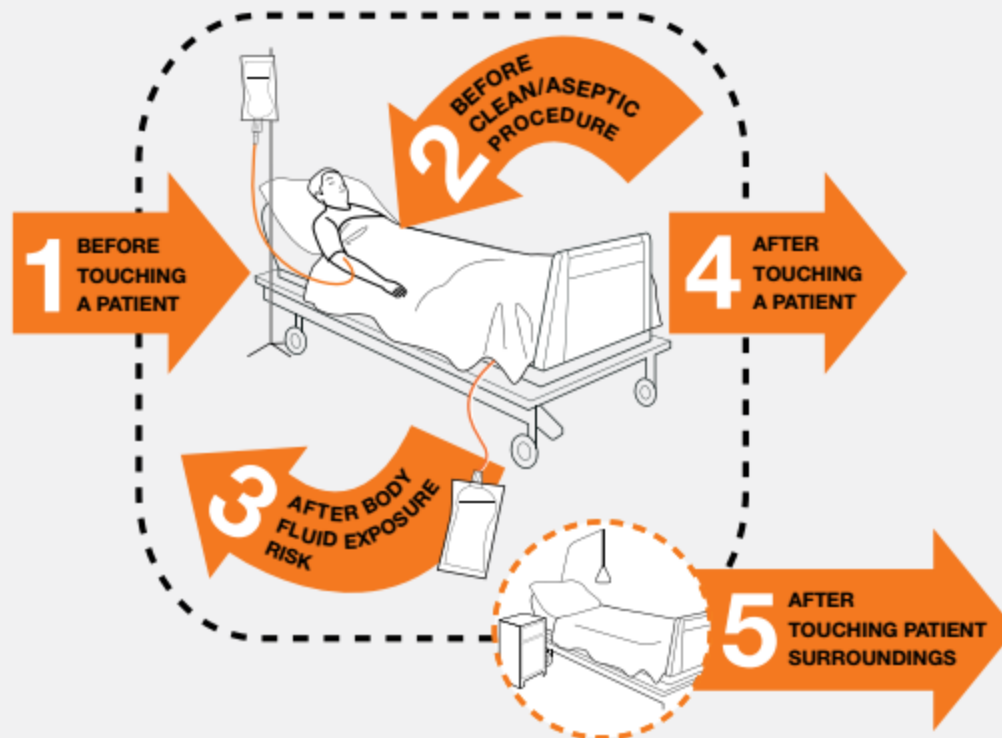 1
BEFORE
TOUCHING
A PATIENT
2
BEFORE
CLEAN/ASEPTIC
PROCEDURE
3
AFTER BODY
FLUID EXPOSURE
RISK
4
AFTER
TOUCHING
A PATIENT
5
AFTER
TOUCHING PATIENT
SURROUNDINGS